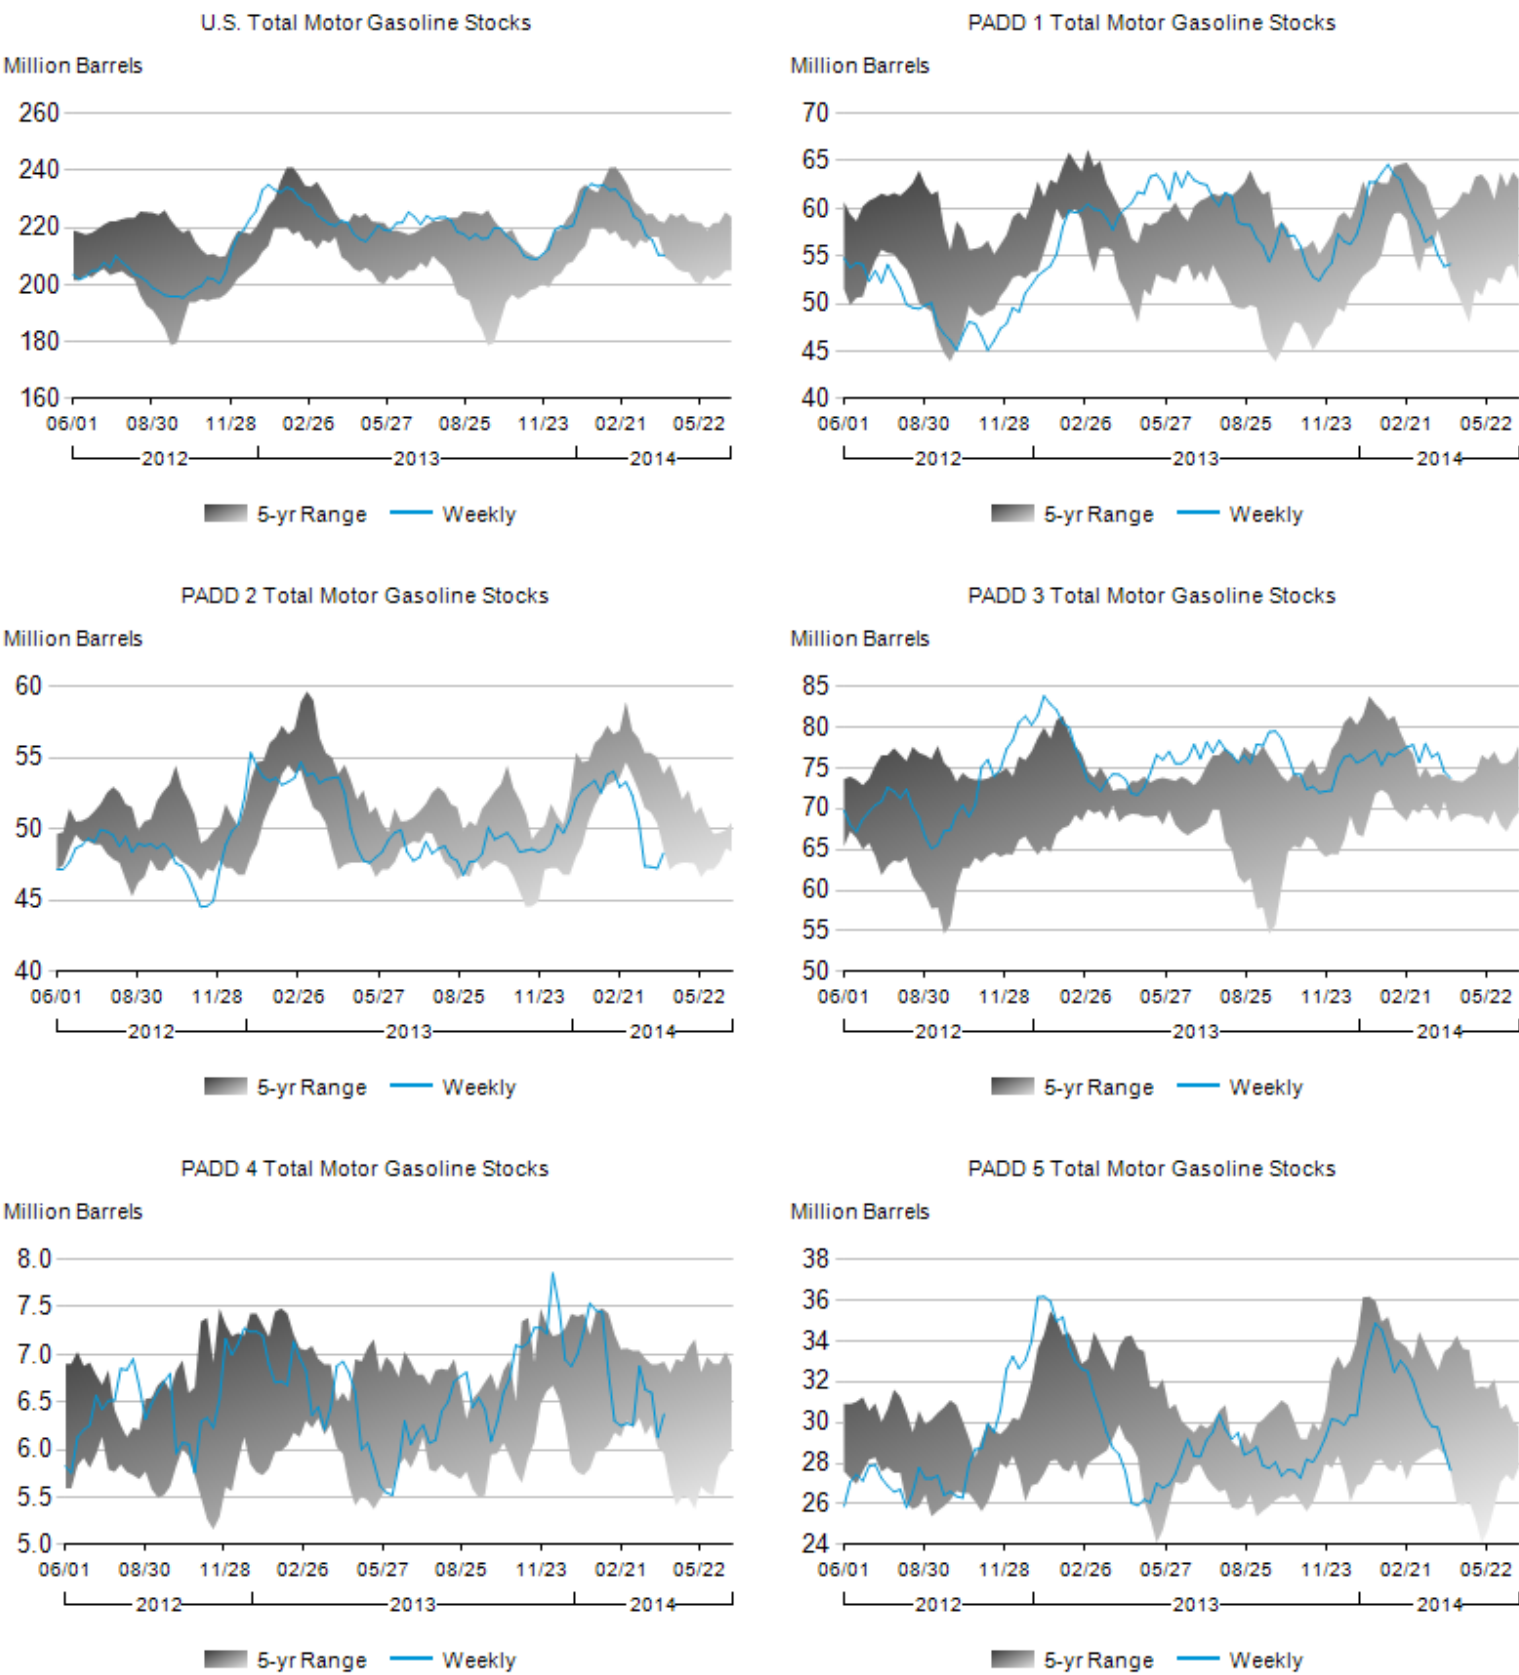 U.S. Total Motor Gasoline Stocks
Million Barrels
260
240
220
200
180
160
06/01 08/30 11/28 02/26 05/27 08/25 11/23 02/21 05/22
2012 2013 2014
5-yr Range Weekly
PADD 1 Total Motor Gasoline Stocks
Million Barrels
70
65
60
55
50
45
40
06/01 08/30 11/28 02/26 05/27 08/25 11/23 02/21 05/22
2012 2013 2014
5-yr Range Weekly
PADD 2 Total Motor Gasoline Stocks
Million Barrels
60
55
50
45
40
06/01 08/30 11/28 02/26 05/27 08/25 11/23 02/21 05/22
2012 2013 2014
5-yr Range Weekly
PADD 3 Total Motor Gasoline Stocks
Million Barrels
85
80
75
70
65
60
55
50
06/01 08/30 11/28 02/26 05/27 08/25 11/23 02/21 05/22
2012 2013 2014
5-yr Range Weekly
PADD 4 Total Motor Gasoline Stocks
Million Barrels
8.0
7.5
7.0
6.5
6.0
5.5
5.0
06/01 08/30 11/28 02/26 05/27 08/25 11/23 02/21 05/22
2012 2013 2014
5-yr Range Weekly
PADD 5 Total Motor Gasoline Stocks
Million Barrels
38
36
34
32
30
28
26
24
06/01 08/30 11/28 02/26 05/27 08/25 11/23 02/21 05/22
2012 2013 2014
5-yr Range Weekly